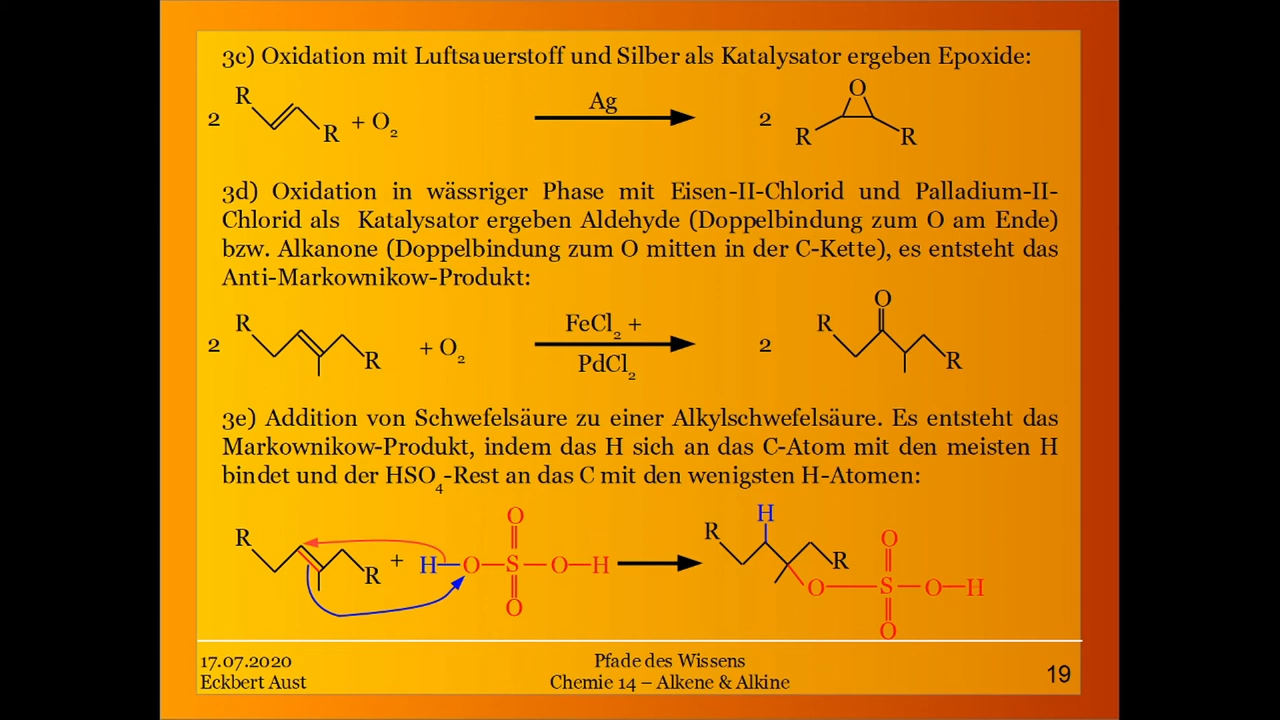 3c) Oxidation mit Luftsauerstoff und Silber als Katalysator ergeben Epoxide:
2 R R + O2 Ag 2 O R R
3d) Oxidation in wässriger Phase mit Eisen-II-Chlorid und Palladium-II-
Chlorid als Katalysator ergeben Aldehyde (Doppelbindung zum O am Ende)
bzw. Alkanone (Doppelbindung zum O mitten in der C-Kette), es entsteht das
Anti-Markownikow-Produkt:
2 R R + O2 FeCl2 + PdCl2 2 R O R
3e) Addition von Schwefelsäure zu einer Alkylschwefelsäure. Es entsteht das
Markownikow-Produkt, indem das H sich an das C-Atom mit den meisten H
bindet und der HSO4-Rest an das C mit den wenigsten H-Atomen:
R R + H O S O H O O R H R O S O H O O
17.07.2020
Eckbert Aust
Pfade des Wissens
Chemie 14 – Alkene & Alkine
19